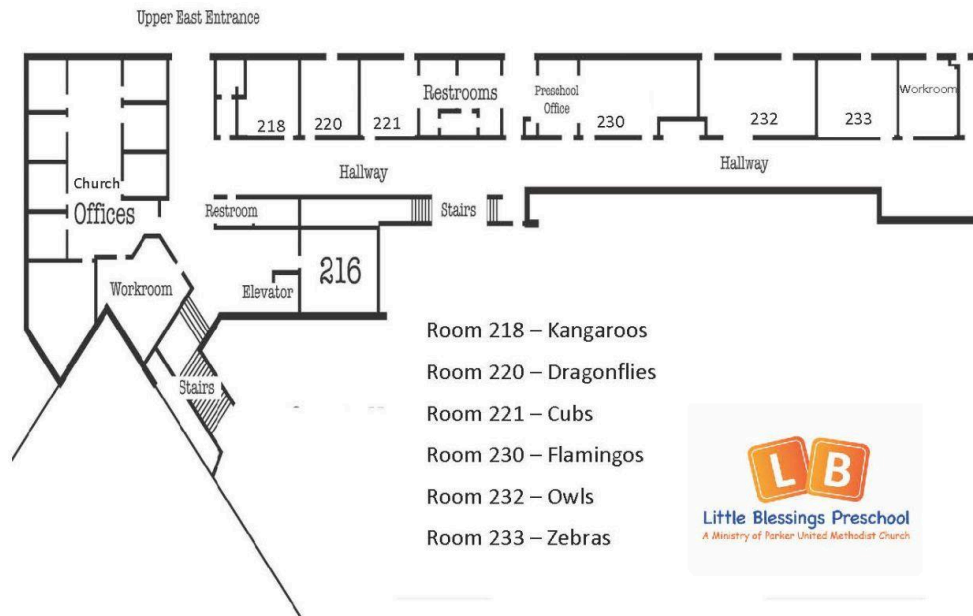 Upper East Entrance
Restrooms
Preschool
Office
Workroom
218
220
221
230
232
233
Hallway
Hallway
Church
Offices
Restroom
Stairs
216
Workroom
Elevator
Stairs
Room 218 – Kangaroos
Room 220 – Dragonflies
Room 221 – Cubs
Room 230 – Flamingos
Room 232 – Owls
Room 233 – Zebras
L B
Little Blessings Preschool
A Ministry of Parker United Methodist Church